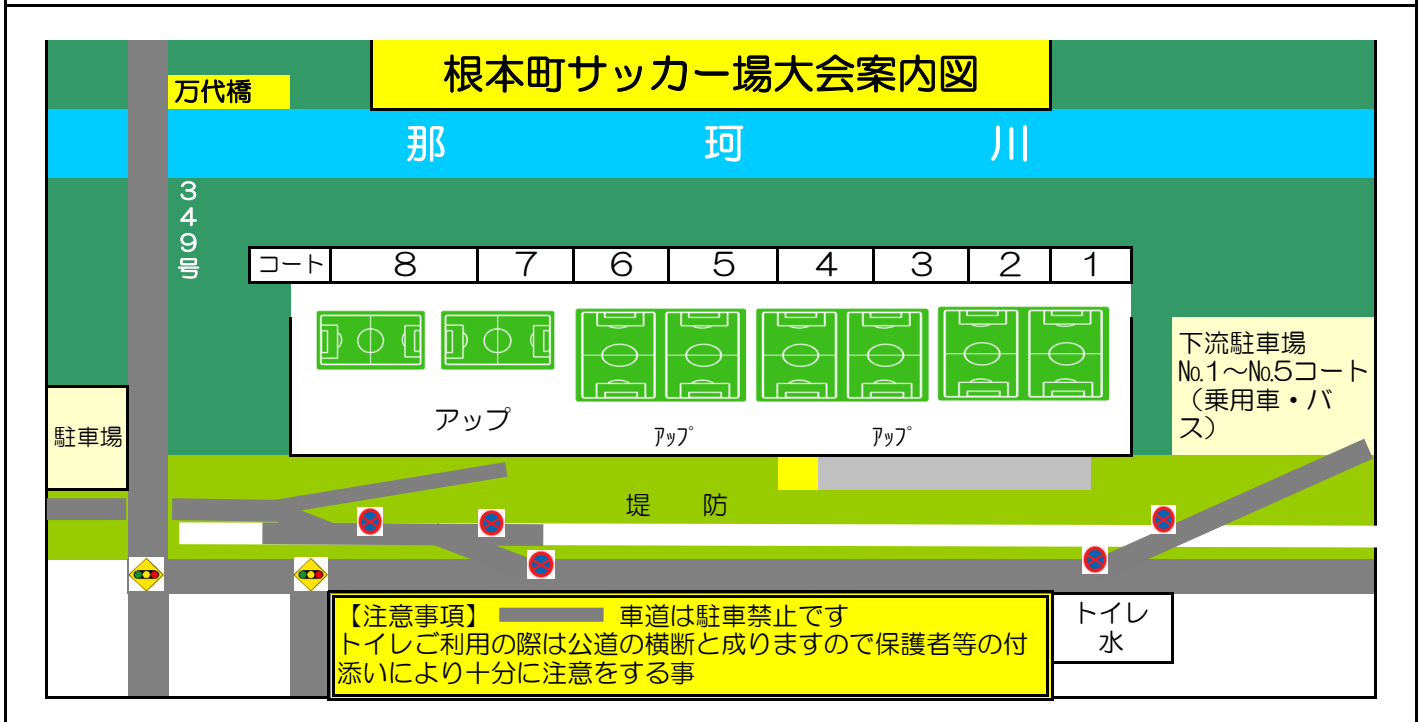 根本町サッカー場大会案内図
万代橋
那珂川
349号
コート 8 7 6 5 4 3 2 1
下流駐車場
№1～№5コート
（乗用車・バ
ス）
駐車場
アップ
ｱｯﾌﾟ
ｱｯﾌﾟ
堤 防
【注意事項】 車道は駐車禁止です
トイレご利用の際は公道の横断と成りますので保護者等の付
添いにより十分に注意をする事
トイレ
水